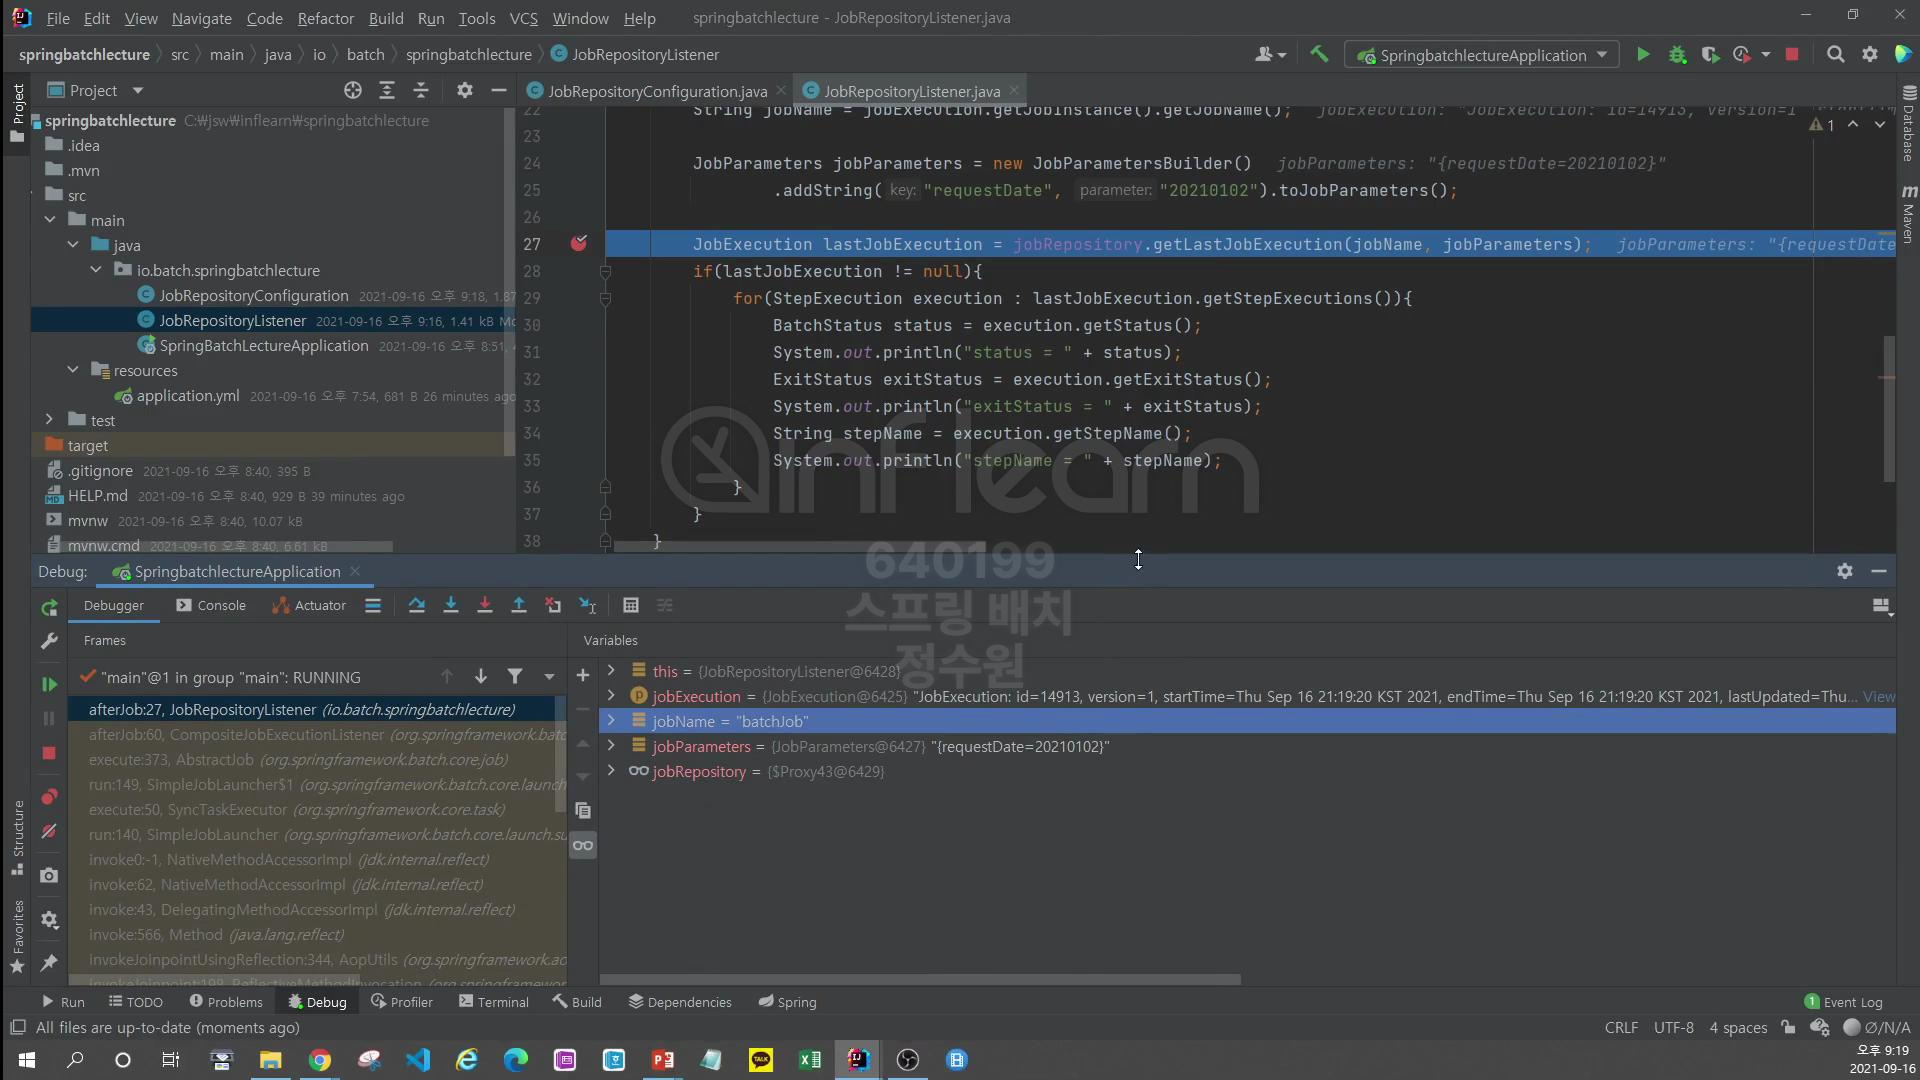 File Edit View Navigate Code Refactor Build Run Tools VCS Window Help springbatchlecture - JobRepositoryListener.java
springbatchlecture src main java io batch springbatchlecture JobRepositoryListener SpringbatchlectureApplication
Project
Project
springbatchlecture C:₩jsw₩inflearn₩springbatchlecture
.idea
.mvn
src
main
java
io.batch.springbatchlecture
JobRepositoryConfiguration 2021-09-16 오후 9:18, 1.87
JobRepositoryListener 2021-09-16 오후 9:16, 1.41 kB
SpringBatchLectureApplication 2021-09-16 오후 8:51,
resources
application.yml 2021-09-16 오후 7:54, 681 B 26 minutes ago
test
target
.gitignore 2021-09-16 오후 8:40, 395 B
HELP.md 2021-09-16 오후 8:40, 929 B 39 minutes ago
mvnw 2021-09-16 오후 8:40, 10.07 kB
mvnw.cmd 2021-09-16 오후 8:40, 6.61 kB
JobRepositoryConfiguration.java JobRepositoryListener.java
22 String jobName = jobExecution.getJobInstance().getJobName(); jobExecution: "JobExecution: id=14913, version=1
1
23
24 JobParameters jobParameters = new JobParametersBuilder() jobParameters: "{requestDate=20210102}"
25 .addString( key: "requestDate", parameter: "20210102").toJobParameters();
26
27 JobExecution lastJobExecution = jobRepository.getLastJobExecution(jobName, jobParameters); jobParameters: "{requestDate
28 if(lastJobExecution != null){
29 for(StepExecution execution : lastJobExecution.getStepExecutions()){
30 BatchStatus status = execution.getStatus();
31 System.out.println("status = " + status);
32 ExitStatus exitStatus = execution.getExitStatus();
33 System.out.println("exitStatus = " + exitStatus);
34 String stepName = execution.getStepName();
35 System.out.println("stepName = " + stepName);
36 }
37 }
38 }
inflearn
640199
스프링 배치
정수원
Database
Maven
Debug: SpringbatchlectureApplication
Debugger Console Actuator
Frames
Variables
"main"@1 in group "main": RUNNING
afterJob:27, JobRepositoryListener (io.batch.springbatchlecture)
afterJob:60, CompositeJobExecutionListener (org.springframework.batc
execute:373, AbstractJob (org.springframework.batch.core.job)
run:149, SimpleJobLauncher$1 (org.springframework.batch.core.launch
execute:50, SyncTaskExecutor (org.springframework.core.task)
run:140, SimpleJobLauncher (org.springframework.batch.core.launch.su
invoke0:-1, NativeMethodAccessorImpl (jdk.internal.reflect)
invoke:62, NativeMethodAccessorImpl (jdk.internal.reflect)
invoke:43, DelegatingMethodAccessorImpl (jdk.internal.reflect)
invoke:566, Method (java.lang.reflect)
invokeJoinpointUsingReflection:344, AopUtils (org.springframework.ao
invokeJoinpoint:198, ReflectiveMethodInvocation (org.springframewor
this = {JobRepositoryListener@6428}
jobExecution = {JobExecution@6425} "JobExecution: id=14913, version=1, startTime=Thu Sep 16 21:19:20 KST 2021, endTime=Thu Sep 16 21:19:20 KST 2021, lastUpdated=Thu... View
jobName = "batchJob"
jobParameters = {JobParameters@6427} "{requestDate=20210102}"
jobRepository = {$Proxy43@6429}
Structure
Favorites
Run TODO Problems Debug Profiler Terminal Build Dependencies Spring 1 Event Log
All files are up-to-date (moments ago) CRLF UTF-8 4 spaces Ø/N/A
오후 9:19
2021-09-16